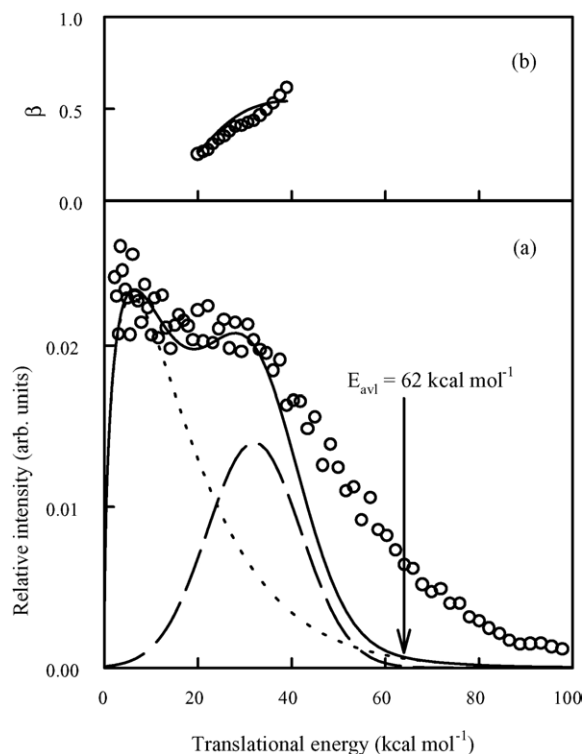 1.0
(b)
β
0.5
0.0
(a)
0.02
E_avl = 62 kcal mol⁻¹
Relative intensity (arb. units)
0.01
0.00
0 20 40 60 80 100
Translational energy (kcal mol⁻¹)